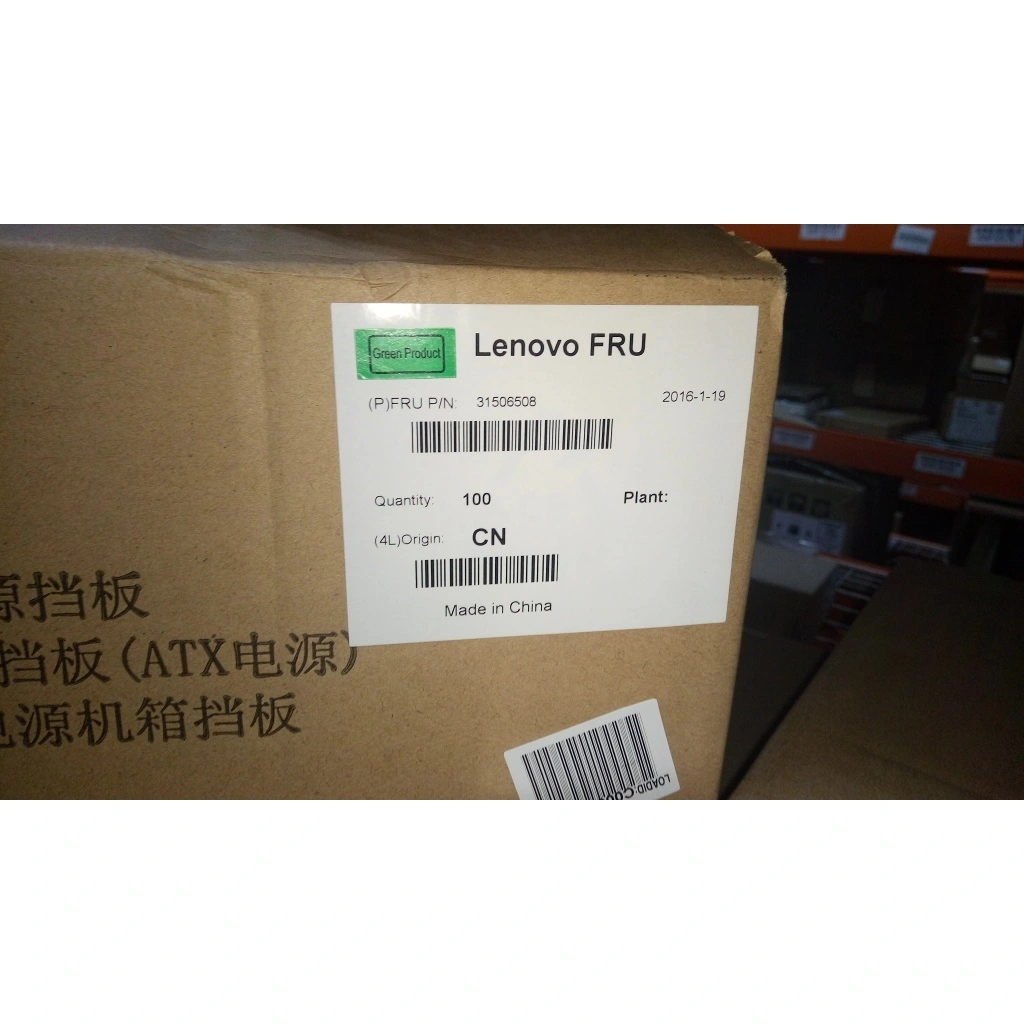 Green Product
Lenovo FRU
(P)FRU P/N: 31506508
2016-1-19
Quantity: 100
Plant:
(4L)Origin: CN
Made in China
源挡板
挡板(ATX电源)
电源机箱挡板
LOADID: